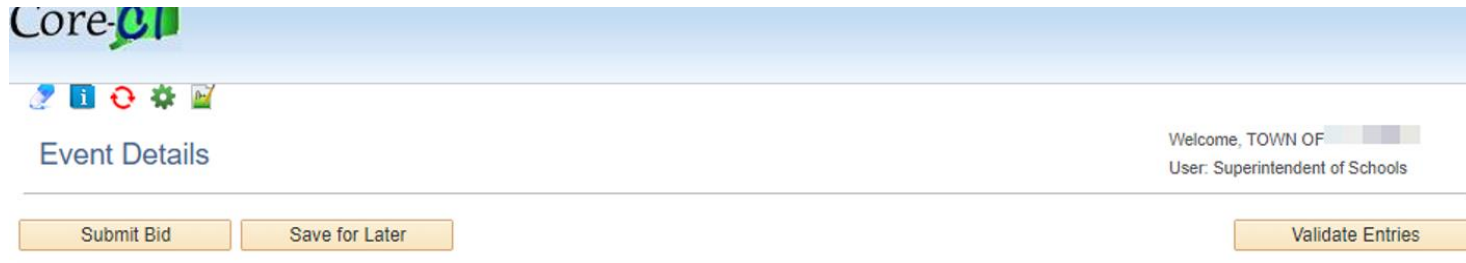 Core-CT
Event Details
Welcome, TOWN OF
User: Superintendent of Schools
Submit Bid
Save for Later
Validate Entries